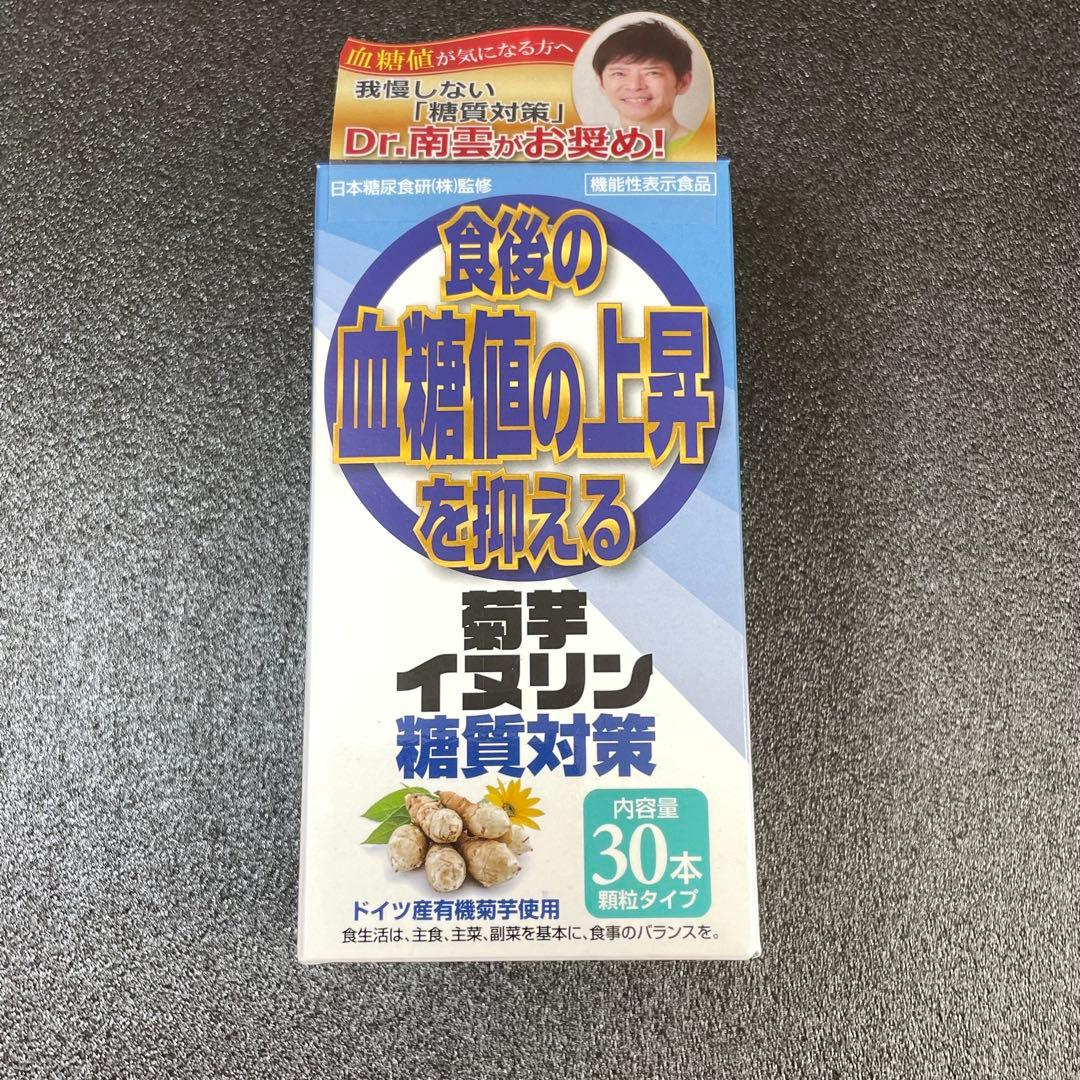 血糖値が気になる方へ
我慢しない
「糖質対策」
Dr.南雲がお奨め!
日本糖尿食研(株)監修
機能性表示食品
食後の
血糖値の上昇
を抑える
菊芋
イヌリン
糖質対策
内容量
30本
顆粒タイプ
ドイツ産有機菊芋使用
食生活は、主食、主菜、副菜を基本に、食事のバランスを。